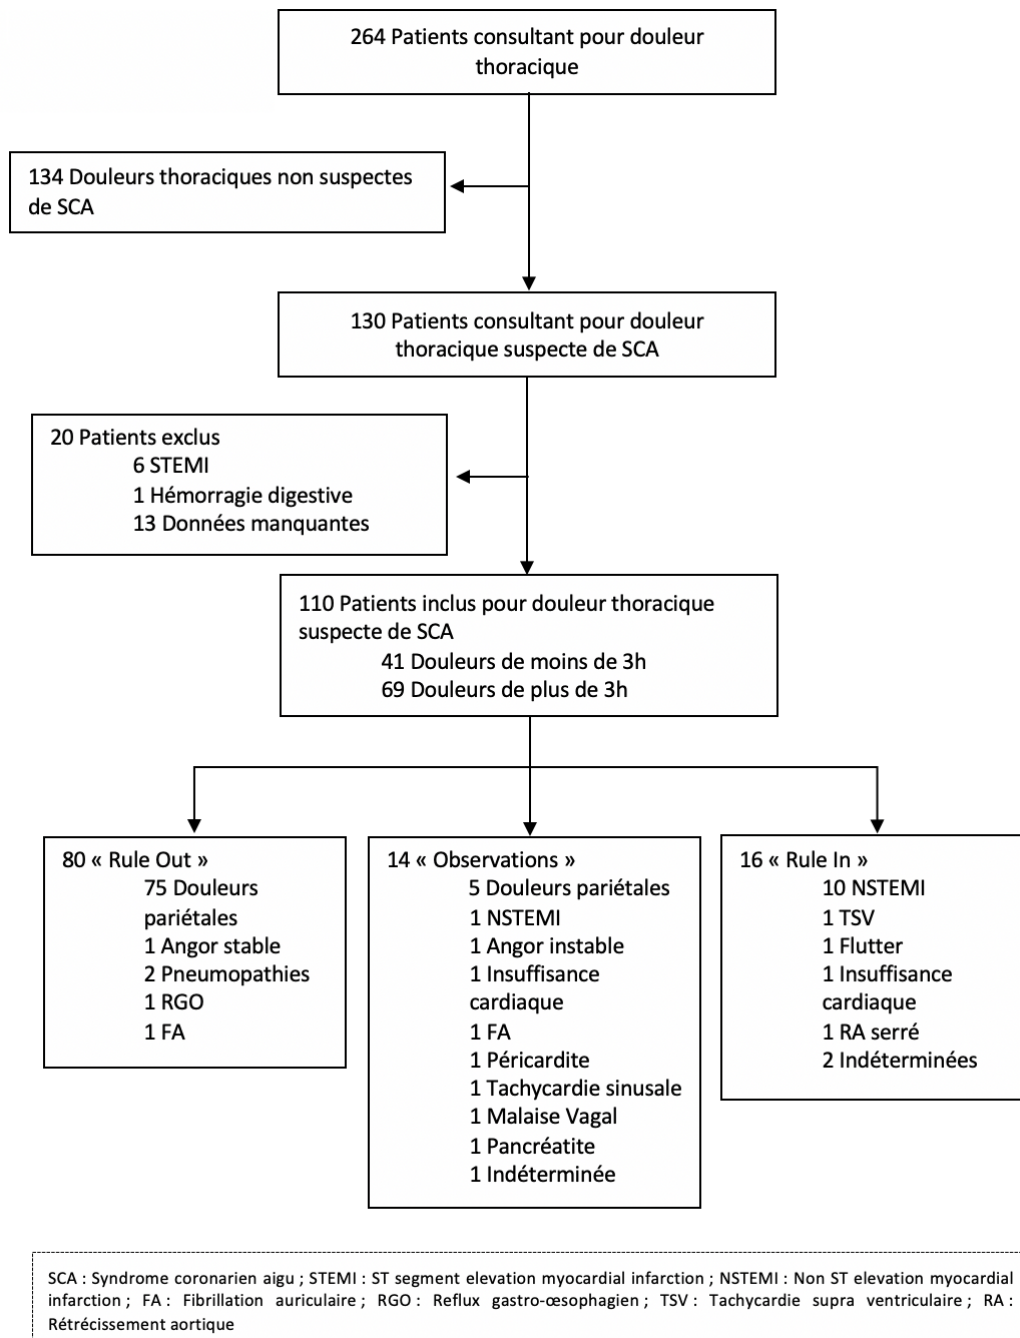 264 Patients consultant pour douleur
thoracique
134 Douleurs thoraciques non suspectes
de SCA
130 Patients consultant pour douleur
thoracique suspecte de SCA
20 Patients exclus
6 STEMI
1 Hémorragie digestive
13 Données manquantes
110 Patients inclus pour douleur thoracique
suspecte de SCA
41 Douleurs de moins de 3h
69 Douleurs de plus de 3h
80 « Rule Out »
75 Douleurs
pariétales
1 Angor stable
2 Pneumopathies
1 RGO
1 FA
14 « Observations »
5 Douleurs pariétales
1 NSTEMI
1 Angor instable
1 Insuffisance
cardiaque
1 FA
1 Péricardite
1 Tachycardie sinusale
1 Malaise Vagal
1 Pancréatite
1 Indéterminée
16 « Rule In »
10 NSTEMI
1 TSV
1 Flutter
1 Insuffisance
cardiaque
1 RA serré
2 Indéterminées
SCA : Syndrome coronarien aigu ; STEMI : ST segment elevation myocardial infarction ; NSTEMI : Non ST elevation myocardial
infarction ; FA : Fibrillation auriculaire ; RGO : Reflux gastro-œsophagien ; TSV : Tachycardie supra ventriculaire ; RA :
Rétrécissement aortique